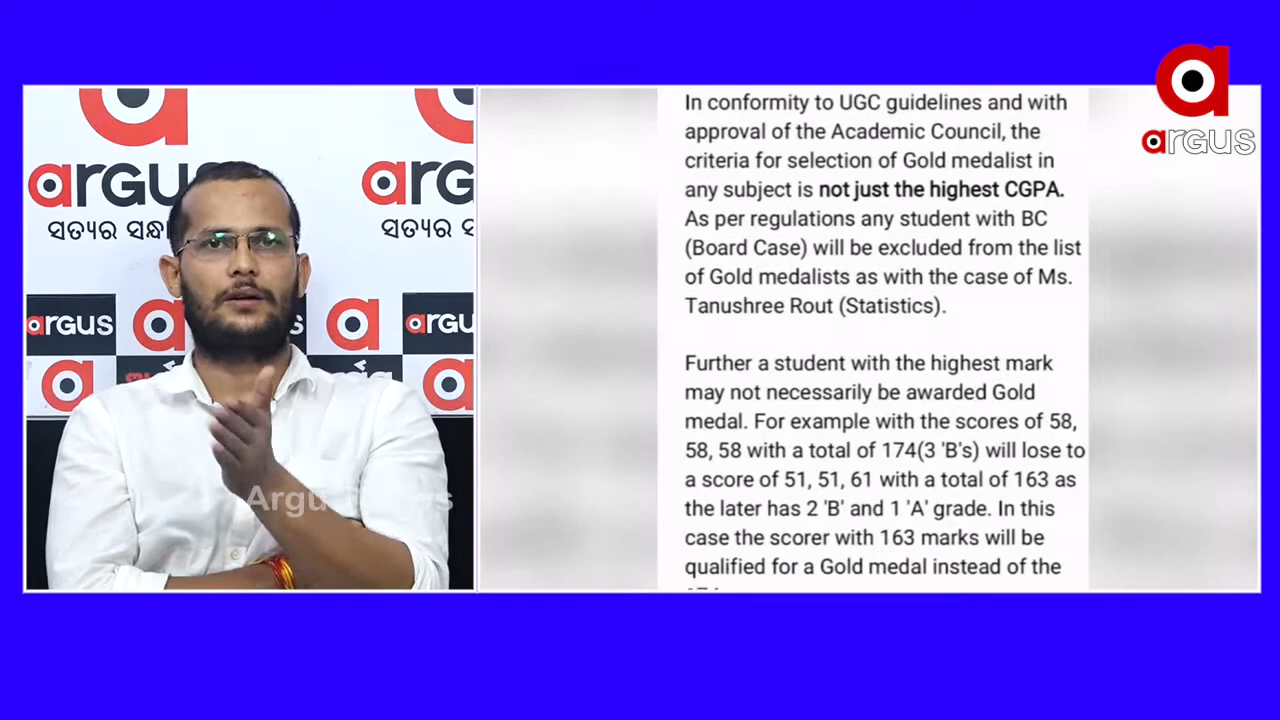 argus
argus
ସତ୍ୟର
argus
ସତ୍ୟର
argus
argus
In conformity to UGC guidelines and with
approval of the Academic Council, the
criteria for selection of Gold medalist in
any subject is not just the highest CGPA.
As per regulations any student with BC
(Board Case) will be excluded from the list
of Gold medalists as with the case of Ms.
Tanushree Rout (Statistics).
Further a student with the highest mark
may not necessarily be awarded Gold
medal. For example with the scores of 58,
58, 58 with a total of 174(3 'B's) will lose to
a score of 51, 51, 61 with a total of 163 as
the later has 2 'B' and 1 'A' grade. In this
case the scorer with 163 marks will be
qualified for a Gold medal instead of the